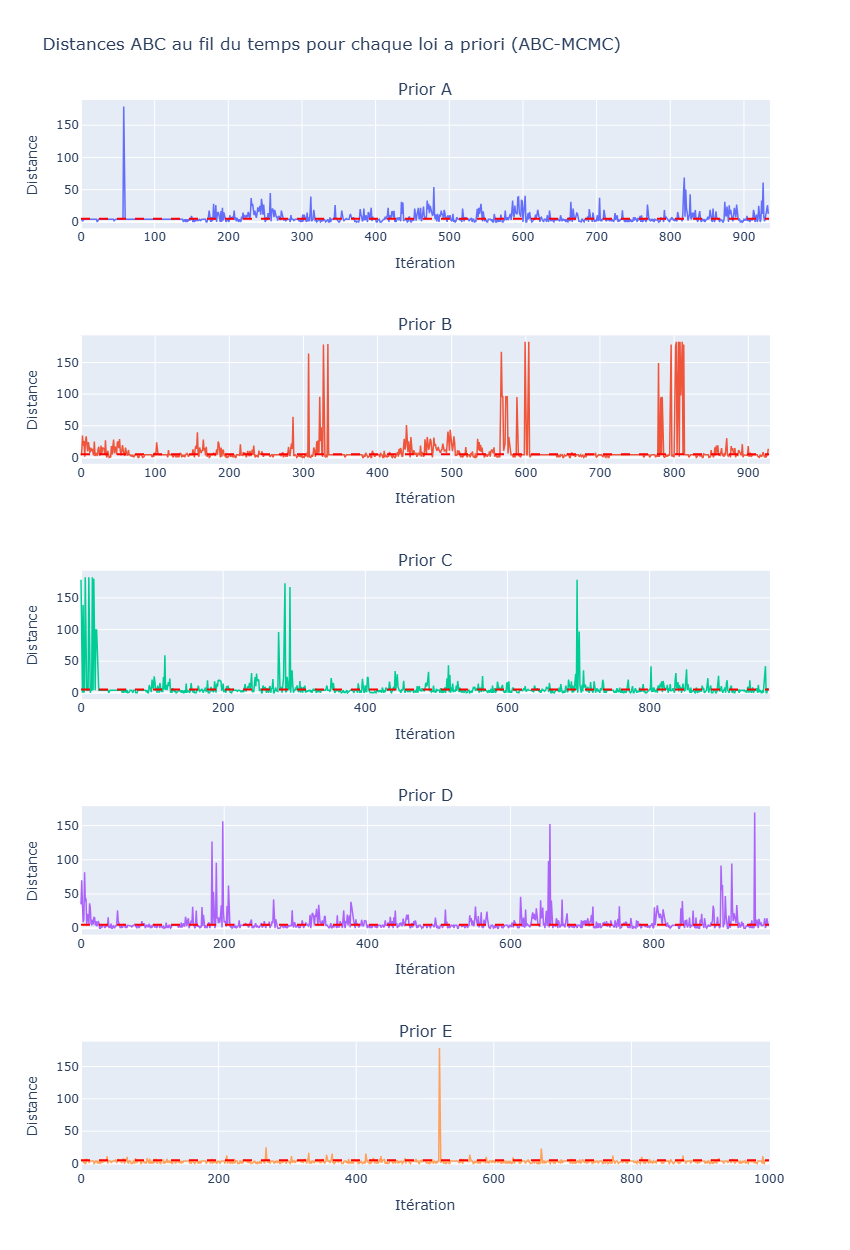 Distances ABC au fil du temps pour chaque loi a priori (ABC-MCMC)
Prior A
Distance
150
100
50
0
0 100 200 300 400 500 600 700 800 900
Itération
Prior B
Distance
150
100
50
0
0 100 200 300 400 500 600 700 800 900
Itération
Prior C
Distance
150
100
50
0
0 200 400 600 800
Itération
Prior D
Distance
150
100
50
0
0 200 400 600 800
Itération
Prior E
Distance
150
100
50
0
0 200 400 600 800 1000
Itération